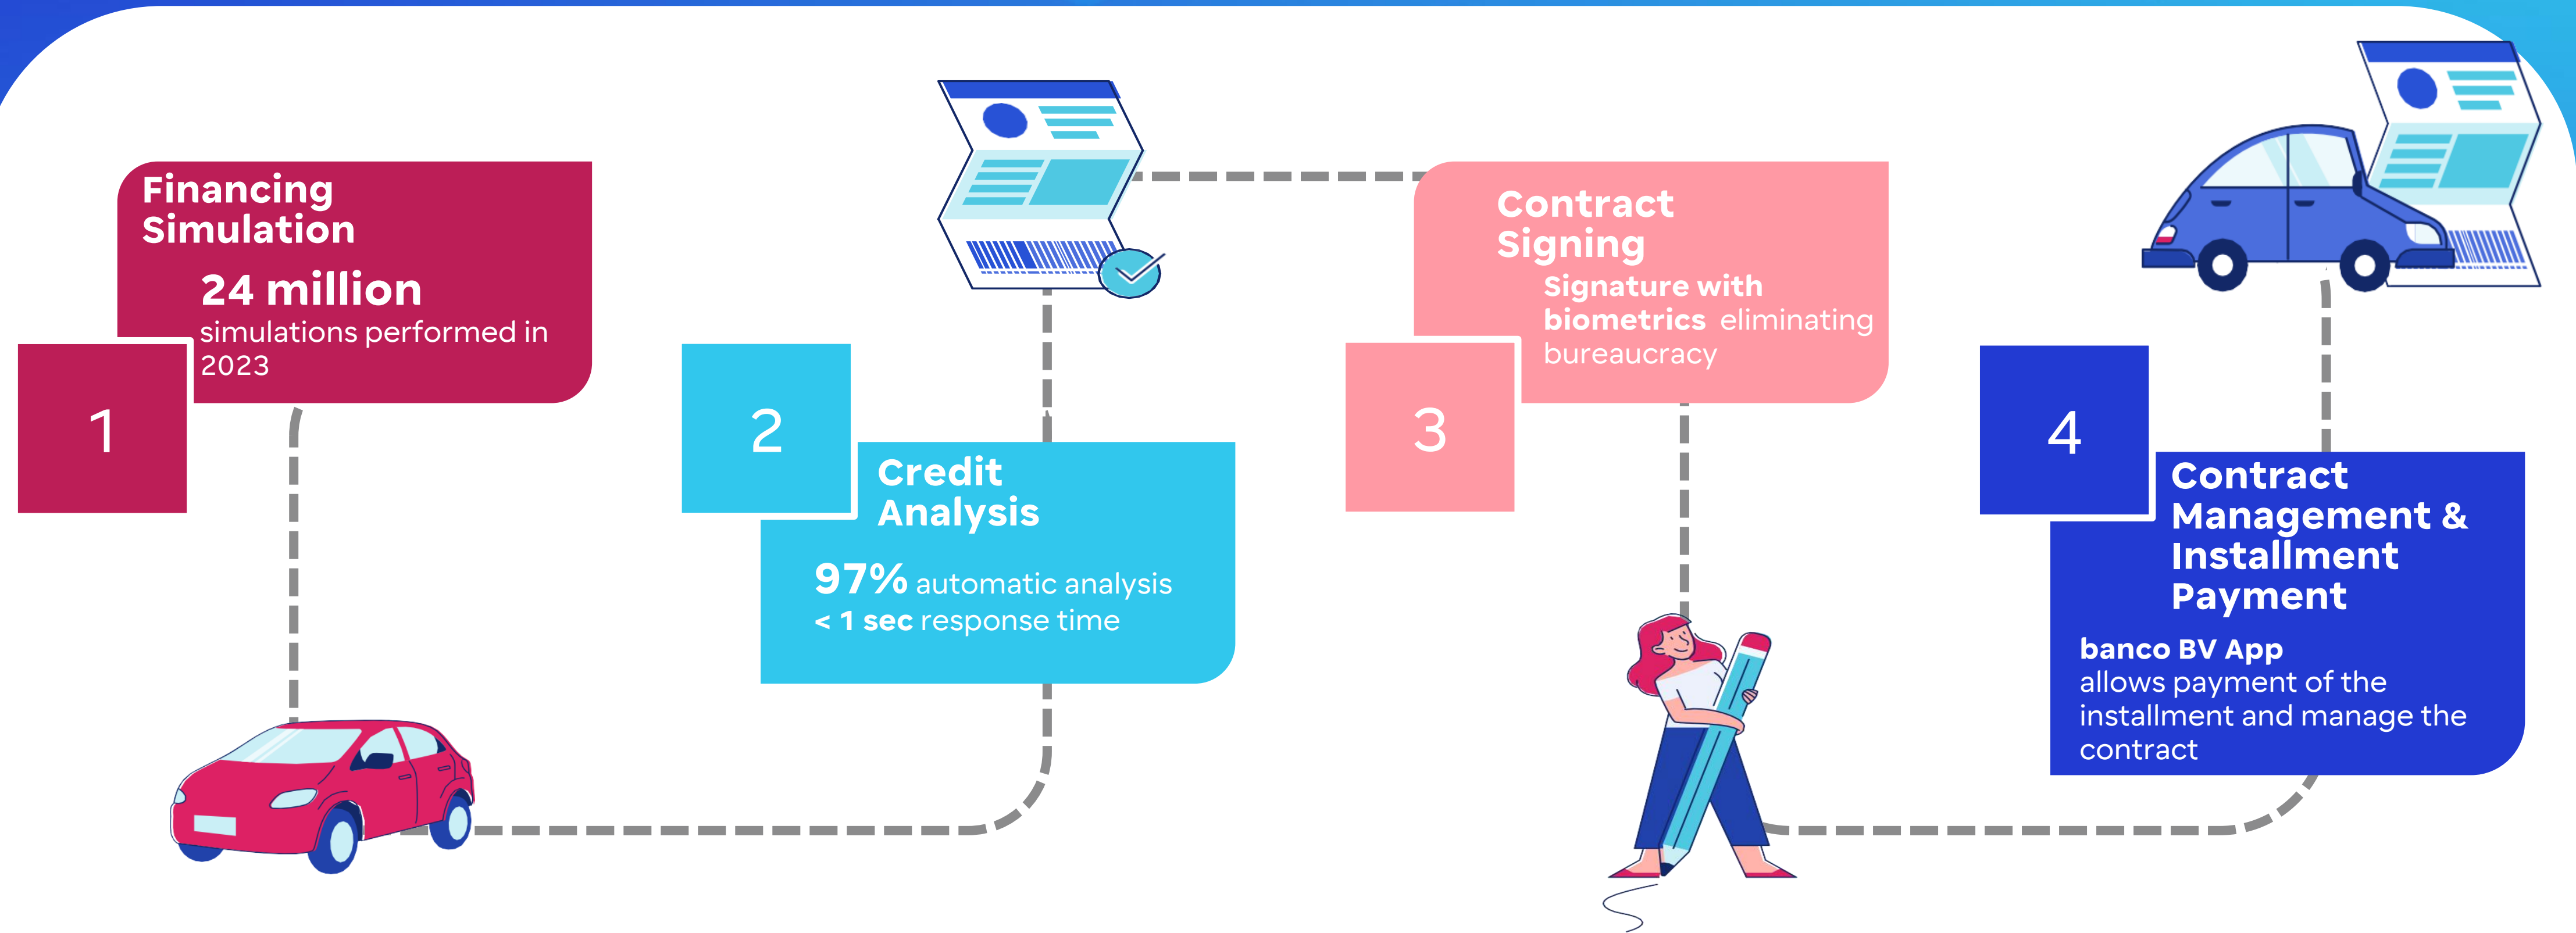 1
Financing
Simulation
24 million
simulations performed in
2023
2
Credit
Analysis
97% automatic analysis
< 1 sec response time
3
Contract
Signing
Signature with
biometrics eliminating
bureaucracy
4
Contract
Management &
Installment
Payment
banco BV App
allows payment of the
installment and manage the
contract